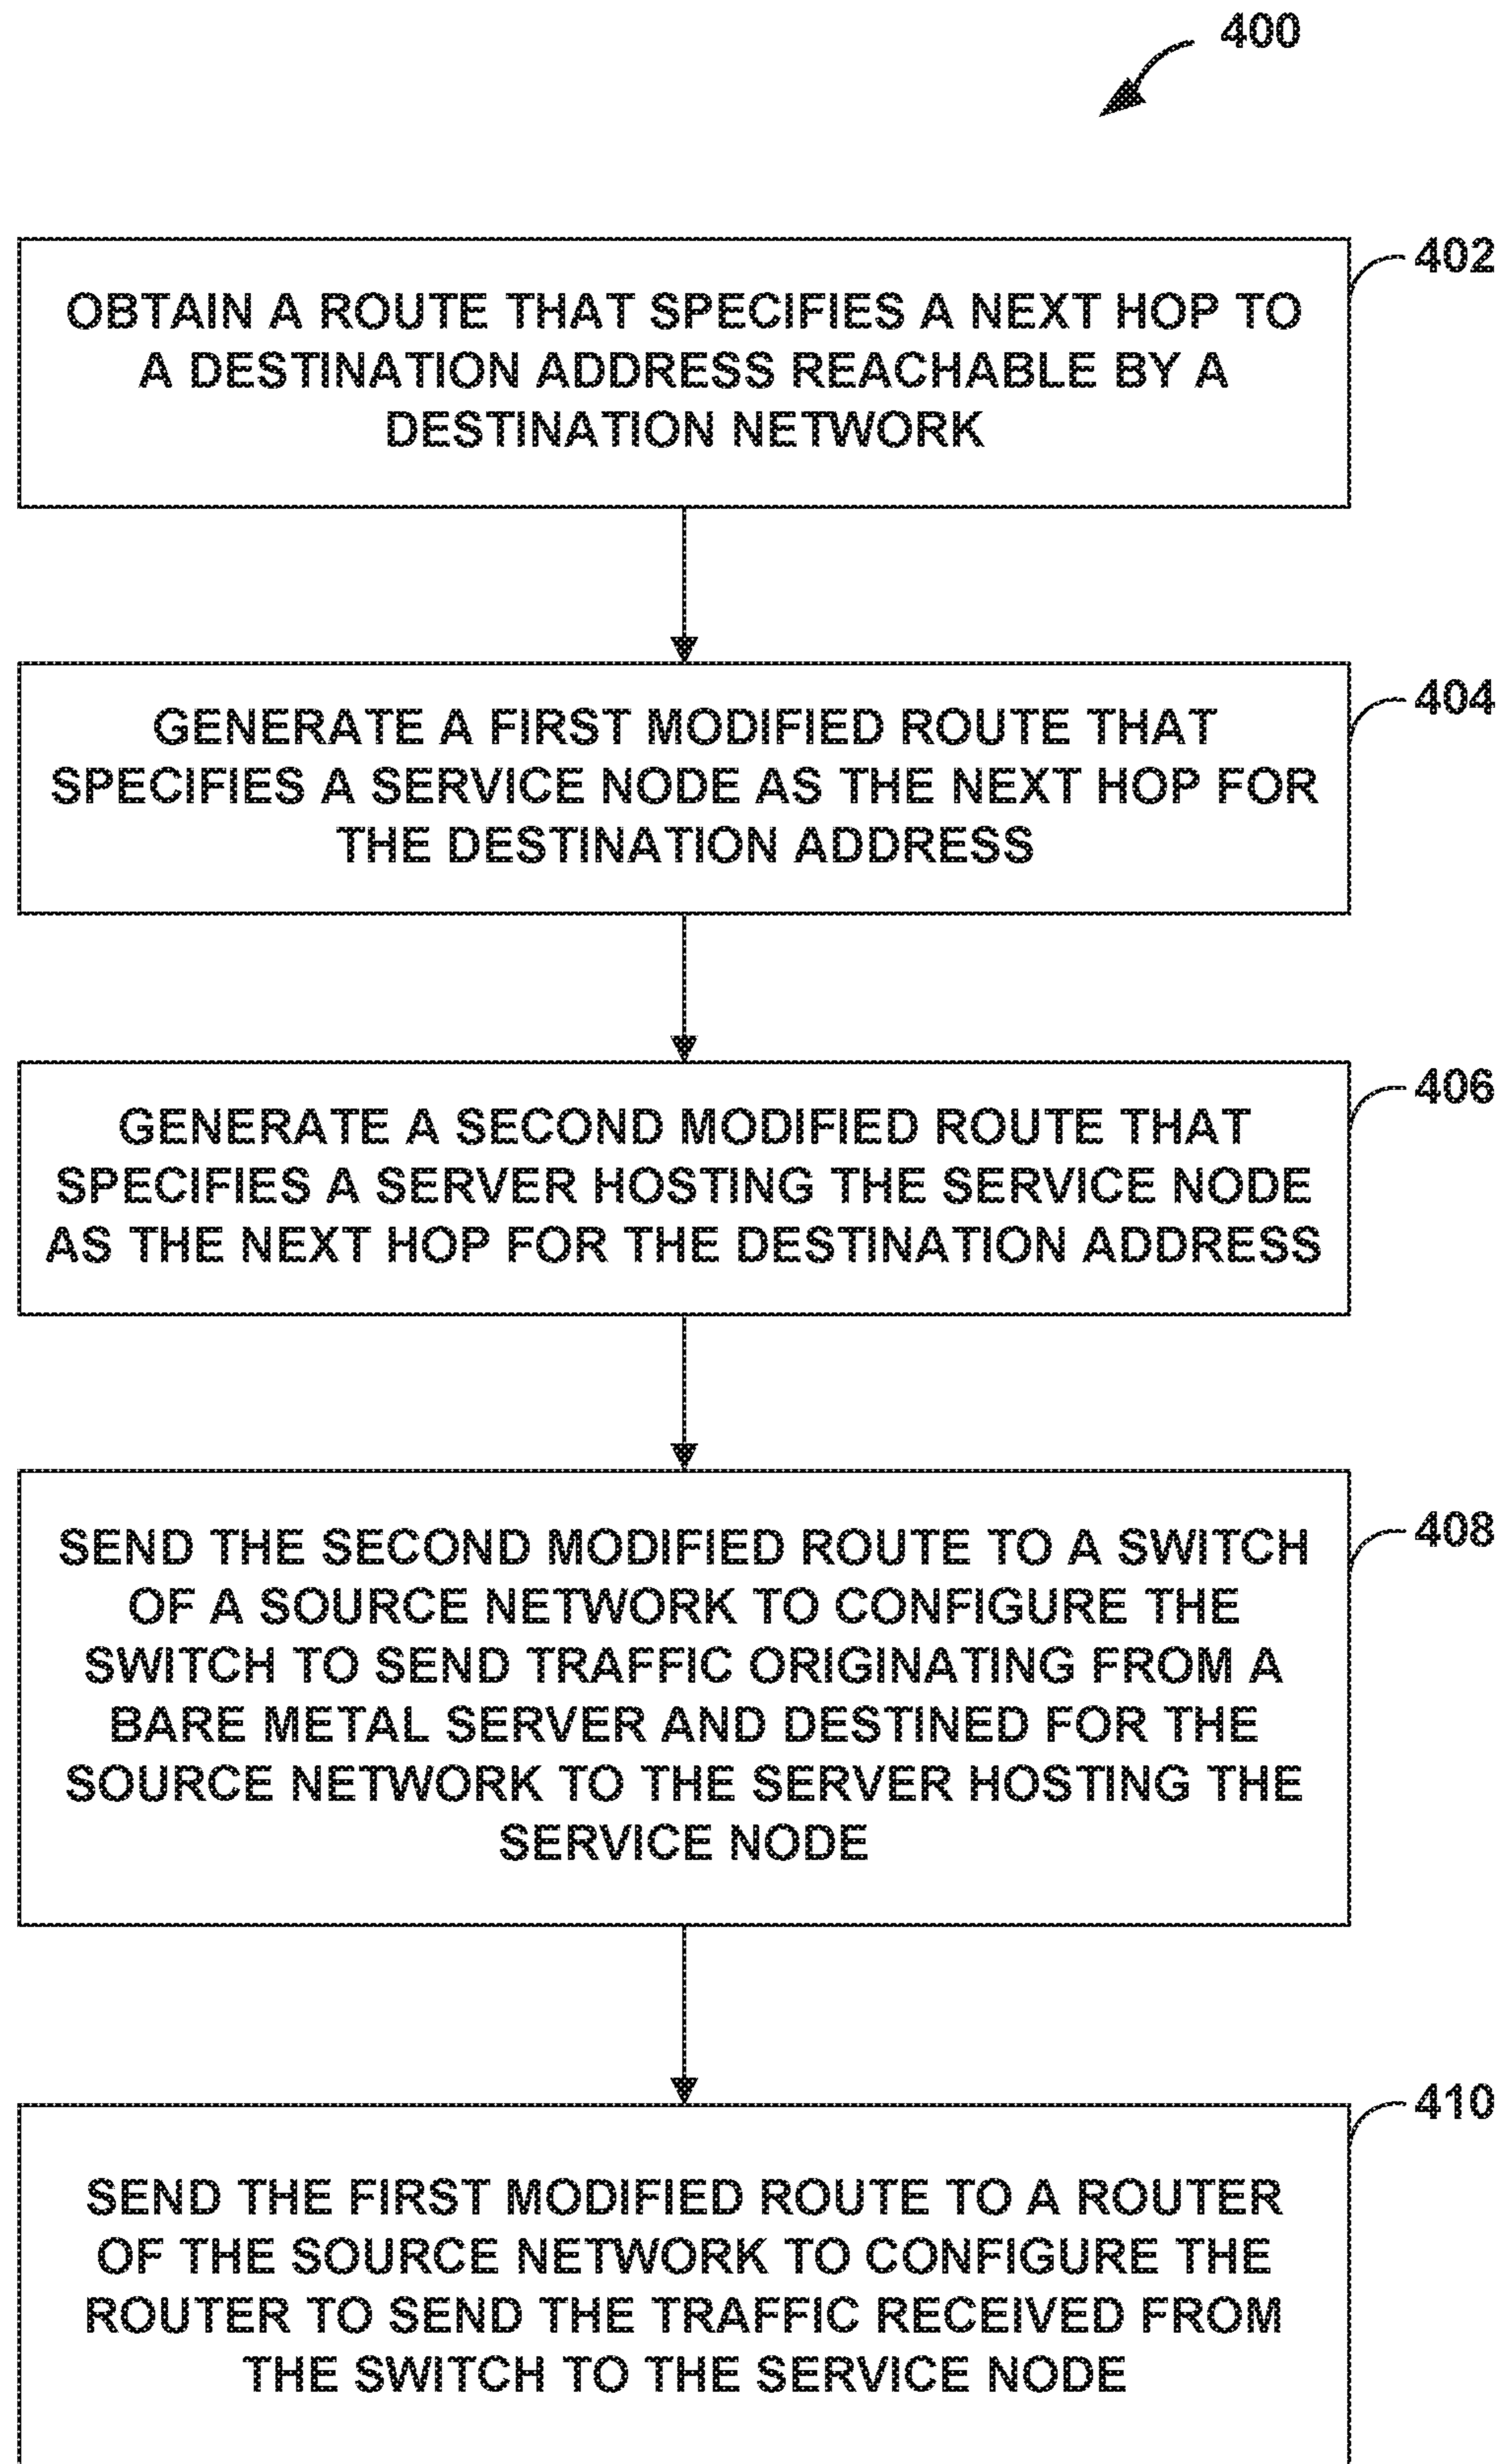 400
402
OBTAIN A ROUTE THAT SPECIFIES A NEXT HOP TO
A DESTINATION ADDRESS REACHABLE BY A
DESTINATION NETWORK
404
GENERATE A FIRST MODIFIED ROUTE THAT
SPECIFIES A SERVICE NODE AS THE NEXT HOP FOR
THE DESTINATION ADDRESS
406
GENERATE A SECOND MODIFIED ROUTE THAT
SPECIFIES A SERVER HOSTING THE SERVICE NODE
AS THE NEXT HOP FOR THE DESTINATION ADDRESS
408
SEND THE SECOND MODIFIED ROUTE TO A SWITCH
OF A SOURCE NETWORK TO CONFIGURE THE
SWITCH TO SEND TRAFFIC ORIGINATING FROM A
BARE METAL SERVER AND DESTINED FOR THE
SOURCE NETWORK TO THE SERVER HOSTING THE
SERVICE NODE
410
SEND THE FIRST MODIFIED ROUTE TO A ROUTER
OF THE SOURCE NETWORK TO CONFIGURE THE
ROUTER TO SEND THE TRAFFIC RECEIVED FROM
THE SWITCH TO THE SERVICE NODE